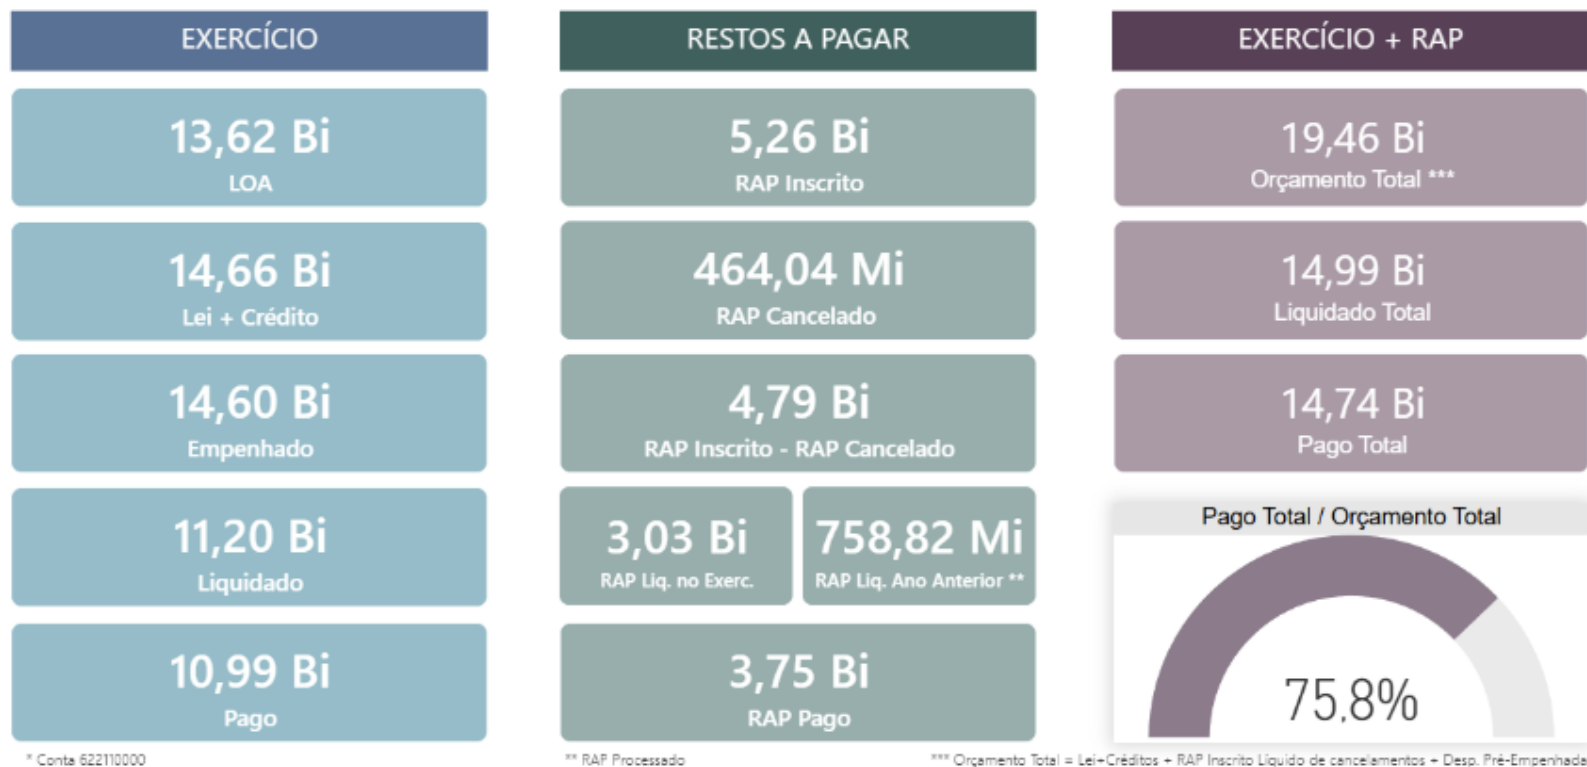 EXERCÍCIO
13,62 Bi
LOA
14,66 Bi
Lei + Crédito
14,60 Bi
Empenhado
11,20 Bi
Liquidado
10,99 Bi
Pago
* Conta 622110000
RESTOS A PAGAR
5,26 Bi
RAP Inscrito
464,04 Mi
RAP Cancelado
4,79 Bi
RAP Inscrito - RAP Cancelado
3,03 Bi
RAP Liq. no Exerc.
758,82 Mi
RAP Liq. Ano Anterior **
3,75 Bi
RAP Pago
** RAP Processado
EXERCÍCIO + RAP
19,46 Bi
Orçamento Total ***
14,99 Bi
Liquidado Total
14,74 Bi
Pago Total
Pago Total / Orçamento Total
75,8%
*** Orçamento Total = Lei+Créditos + RAP Inscrito Líquido de cancelamentos + Desp. Pré-Empenhada